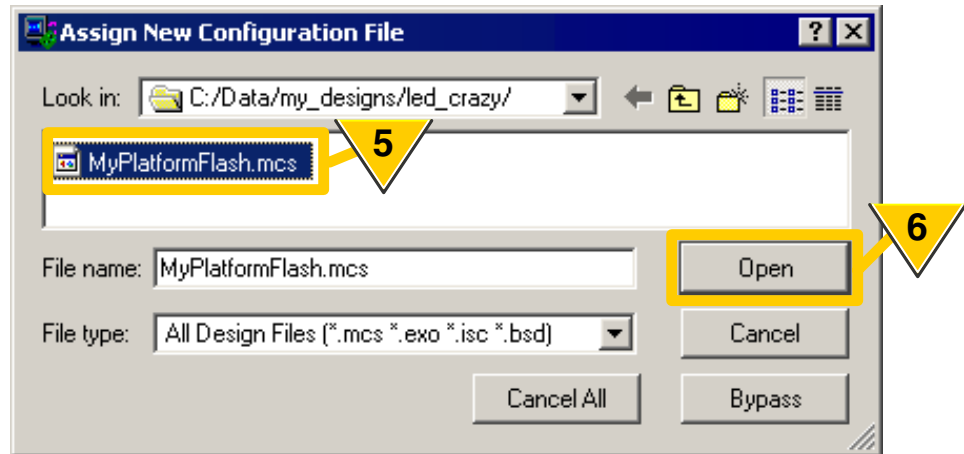 Assign New Configuration File
Look in: C:/Data/my_designs/led_crazy/
5
MyPlatformFlash.mcs
6
File name: MyPlatformFlash.mcs Open
File type: All Design Files (*.mcs *.exo *.isc *.bsd) Cancel
Cancel All Bypass